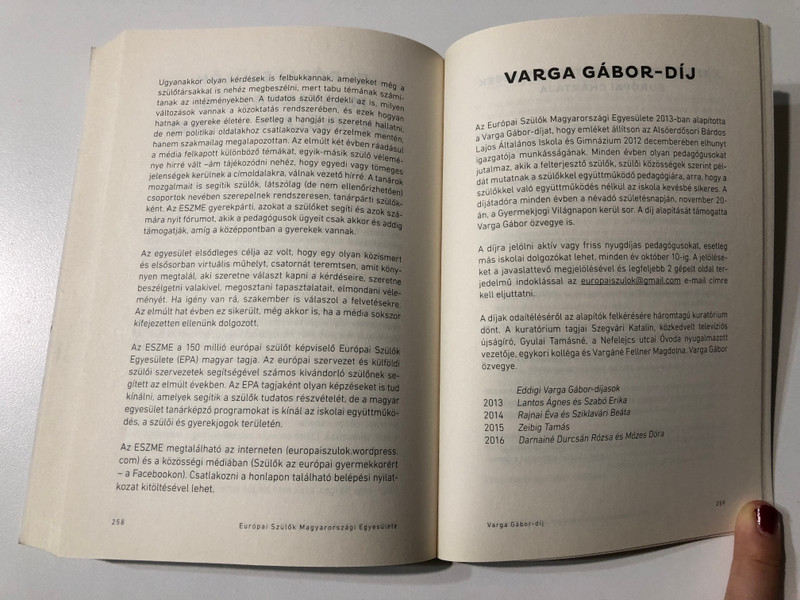 Ugyanakkor olyan kérdések is felbukkannak, amelyeket még a
szülőtársakkal is nehéz megbeszélni, mert tabu témának számí-
tanak az intézményekben. A tudatos szülőt érdekli az is, milyen
változások vannak a közoktatás rendszerében, és ezek hogyan
hatnak a gyereke életére. Esetleg a hangját is szeretné hallatni,
de nem politikai oldalakhoz csatlakozva vagy érzelmek mentén,
hanem szakmailag megalapozottan. Az elmúlt két évben ráadásul
a média felkapott különböző témákat, egyik-másik szülő vélemé-
nye hírré vált –ám tájékozódni nehéz, hogy egyedi vagy tömeges
jelenségek kerülnek a címoldalakra, válnak vezető hírré. A tanárok
mozgalmait is segítik szülők, látszólag (de nem ellenőrizhetően)
csoportok nevében szerepelnek rendszeresen, tanárpárti szülők-
ként. Az ESZME gyerekpárti, azokat a szülőket segíti és azok szá-
mára nyit fórumot, akik a pedagógusok ügyeit csak akkor és addig
támogatják, amíg a középpontban a gyerekek vannak.
Az egyesület elsődleges célja az volt, hogy egy olyan közismert
és elsősorban virtuális műhelyt, csatornát teremtsen, amit köny-
nyen megtalál, aki szeretne választ kapni a kérdéseire, szeretne
beszélgetni valakivel, megosztani tapasztalatait, elmondani véle-
ményét. Ha igény van rá, szakember is válaszol a felvetésekre.
Az elmúlt hat évben ez sikerült, még akkor is, ha a média sokszor
kifejezetten ellenünk dolgozott.
Az ESZME a 150 millió európai szülőt képviselő Európai Szülők
Egyesülete (EPA) magyar tagja. Az európai szervezet és külföldi
szülői szervezetek segítségével számos kivándorló szülőnek se-
gített az elmúlt években. Az EPA tagjaként olyan képzéseket is tud
kínálni, amelyek segítik a szülők tudatos részvételét, de a magyar
egyesület tanárképző programokat is kínál az iskolai együttműkö-
dés, a szülői és gyerekjogok területén.
Az ESZME megtalálható az interneten (europaiszulok.wordpress.
com) és a közösségi médiában (Szülők az európai gyermekkorért
– a Facebookon). Csatlakozni a honlapon található belépési nyilat-
kozat kitöltésével lehet.
258
Európai Szülők Magyarországi Egyesülete
VARGA GÁBOR-DÍJ
Az Európai Szülők Magyarországi Egyesülete 2013-ban alapította
a Varga Gábor-díjat, hogy emléket állítson az Alsóerdősori Bárdos
Lajos Általános Iskola és Gimnázium 2012 decemberében elhunyt
igazgatója munkásságának. Minden évben olyan pedagógusokat
jutalmaz, akik a felterjesztő szülők, szülői közösségek szerint pél-
dát mutatnak a szülőkkel együttműködő pedagógiára, arra, hogy a
szülőkkel való együttműködés nélkül az iskola kevésbé sikeres. A
díjátadóra minden évben a névadó születésnapján, november 20-
án, a Gyermekjogi Világnapon kerül sor. A díj alapítását támogatta
Varga Gábor özvegye is.
A díjra jelölni aktív vagy friss nyugdíjas pedagógusokat, esetleg
más iskolai dolgozókat lehet, minden év október 10-ig. A jelölése-
ket a javaslattevő megjelölésével és legfeljebb 2 gépelt oldal ter-
jedelmű indoklással az europaiszulok@gmail.com e-mail címre
kell eljuttatni.
A díjak odaítéléséről az alapítók felkérésére háromtagú kuratórium
dönt. A kuratórium tagjai Szegvári Katalin, közkedvelt televíziós
újságíró, Gyulai Tamásné, a Nefelejcs utcai Óvoda nyugalmazott
vezetője, egykori kolléga és Vargáné Fellner Magdolna, Varga Gábor
özvegye.
Eddigi Varga Gábor-díjasok
2013 Lantos Ágnes és Szabó Erika
2014 Rajnai Éva és Sziklavári Beáta
2015 Zeibig Tamás
2016 Darnainé Durcsán Rózsa és Mózes Dóra
259
Varga Gábor-díj